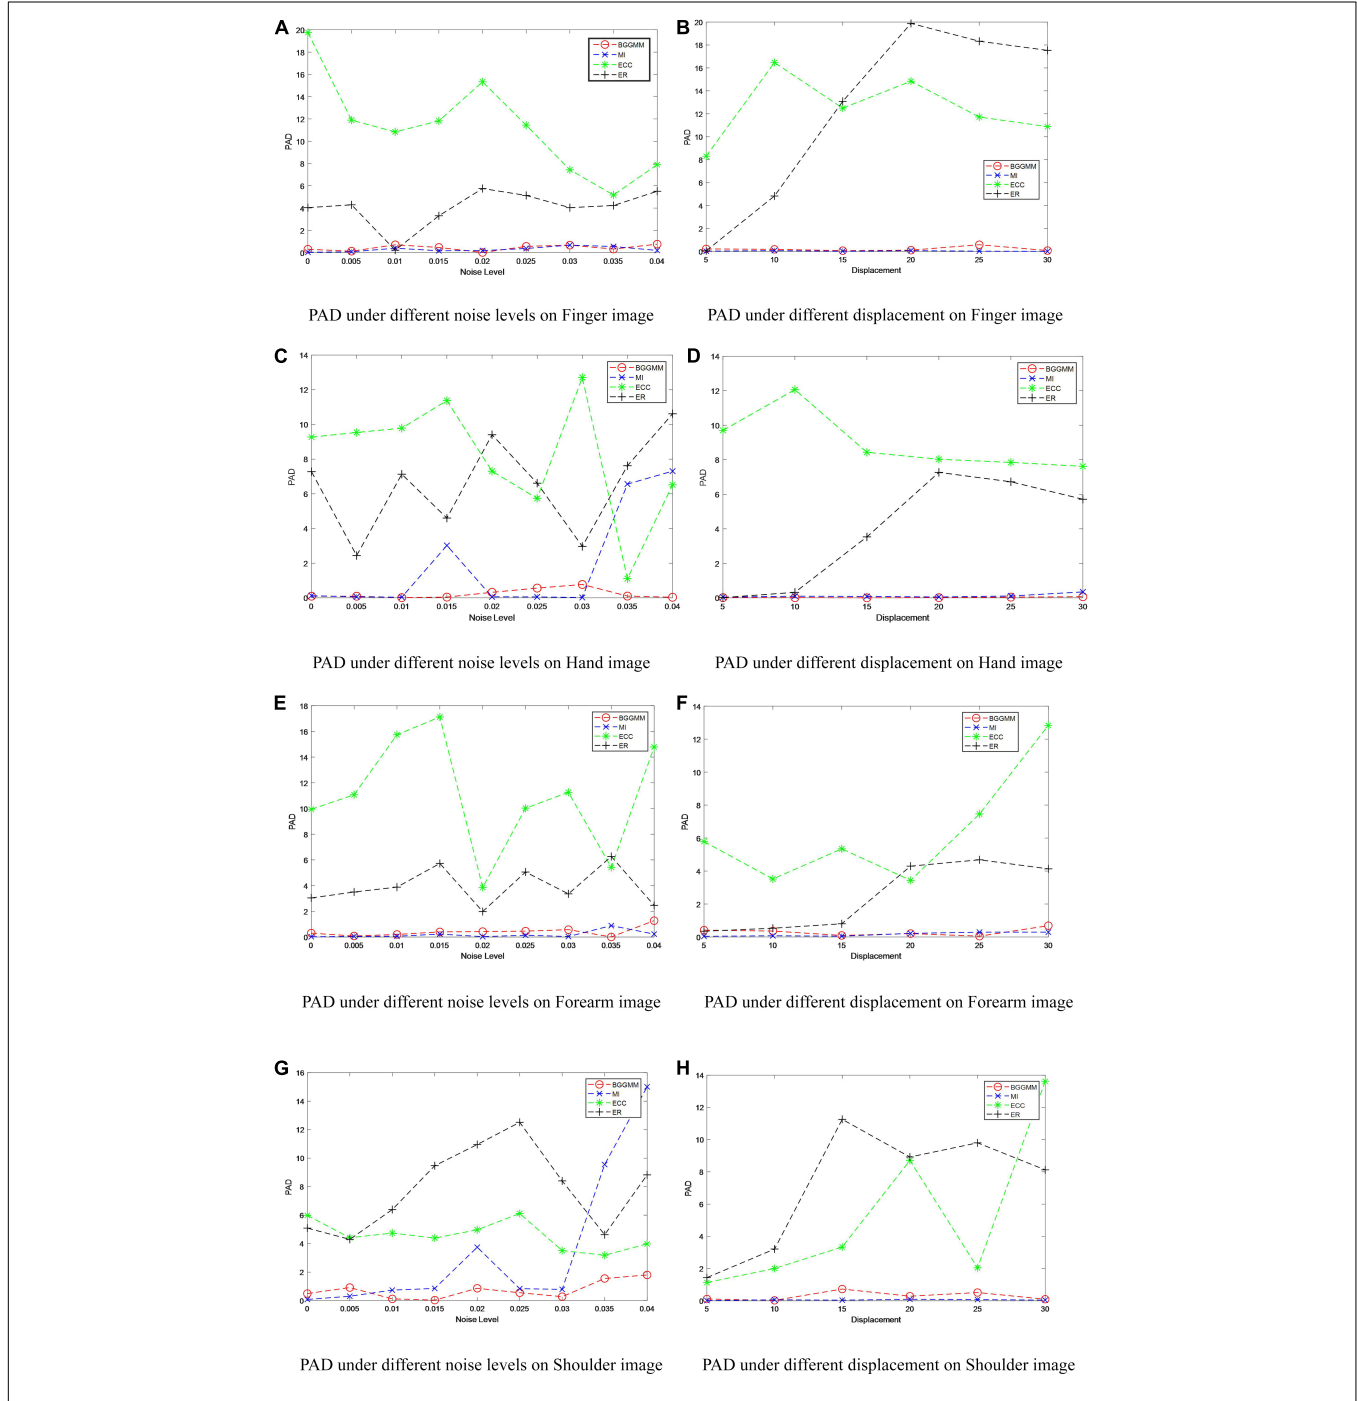 A
20
18
16
14
12
10
8
6
4
2
0
PAD
BGGMM
MI
ECC
ER
0 0.005 0.01 0.015 0.02 0.025 0.03 0.035 0.04
Noise Level
PAD under different noise levels on Finger image
B
20
18
16
14
12
10
8
6
4
2
0
PAD
BGGMM
MI
ECC
ER
5 10 15 20 25 30
Displacement
PAD under different displacement on Finger image
C
14
12
10
8
6
4
2
0
PAD
BGGMM
MI
ECC
ER
0 0.005 0.01 0.015 0.02 0.025 0.03 0.035 0.04
Noise Level
PAD under different noise levels on Hand image
D
14
12
10
8
6
4
2
0
PAD
BGGMM
MI
ECC
ER
5 10 15 20 25 30
Displacement
PAD under different displacement on Hand image
E
18
16
14
12
10
8
6
4
2
0
PAD
BGGMM
MI
ECC
ER
0 0.005 0.01 0.015 0.02 0.025 0.03 0.035 0.04
Noise Level
PAD under different noise levels on Forearm image
F
14
12
10
8
6
4
2
0
PAD
BGGMM
MI
ECC
ER
5 10 15 20 25 30
Displacement
PAD under different displacement on Forearm image
G
16
14
12
10
8
6
4
2
0
PAD
BGGMM
MI
ECC
ER
0 0.005 0.01 0.015 0.02 0.025 0.03 0.035 0.04
Noise Level
PAD under different noise levels on Shoulder image
H
14
12
10
8
6
4
2
0
PAD
BGGMM
MI
ECC
ER
5 10 15 20 25 30
Displacement
PAD under different displacement on Shoulder image